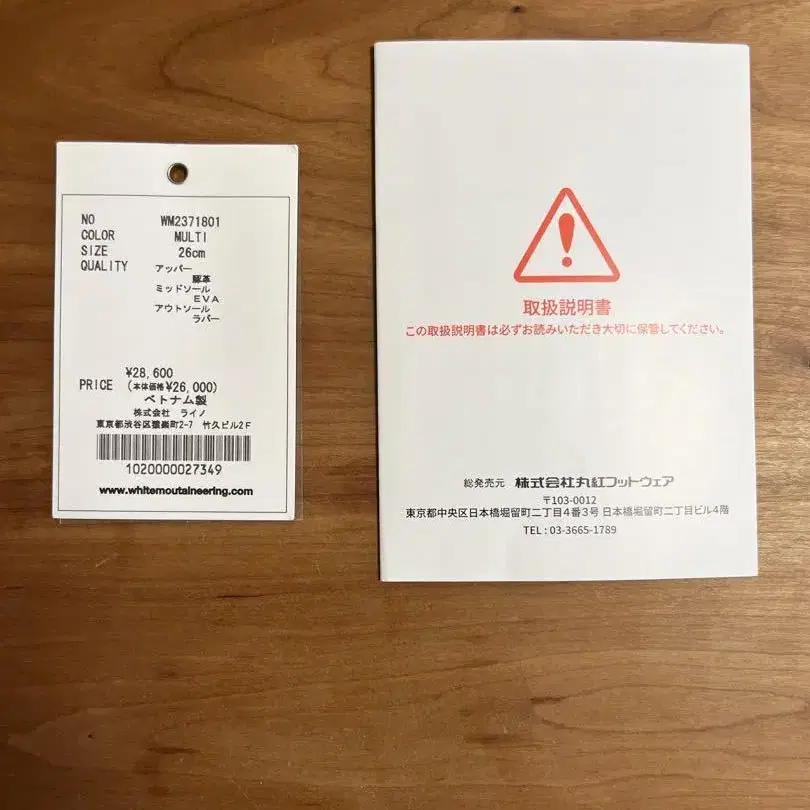 NO WM2371801
COLOR MULTI
SIZE 26cm
QUALITY アッパー
豚革
ミッドソール
EVA
アウトソール
ラバー
¥28,600
PRICE (本体価格¥26,000)
ベトナム製
株式会社 ライノ
東京都渋谷区猿楽町2-7 竹久ビル2F
1020000027349
www.whitemoutaineering.com
取扱説明書
この取扱説明書は必ずお読みいただき大切に保管してください。
総発売元 株式会社丸紅フットウェア
〒103-0012
東京都中央区日本橋堀留町二丁目4番3号 日本橋堀留町二丁目ビル4階
TEL : 03-3665-1789